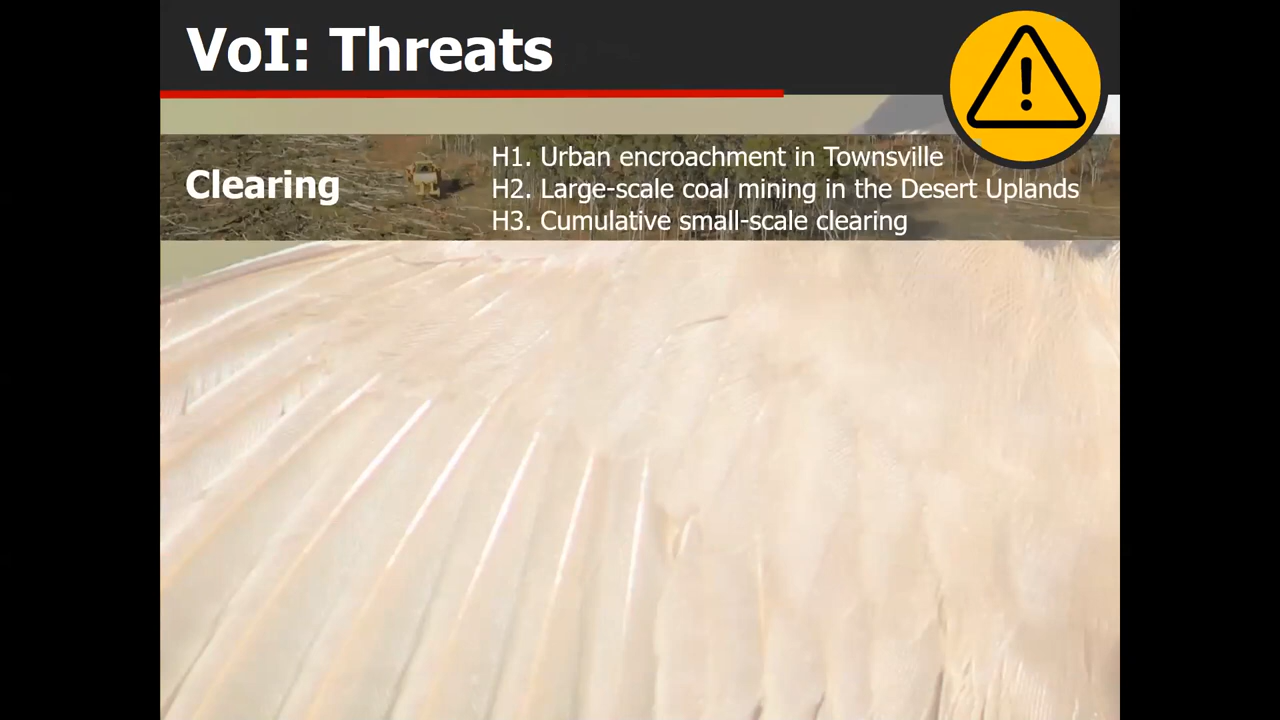 VoI: Threats
Clearing
H1. Urban encroachment in Townsville
H2. Large-scale coal mining in the Desert Uplands
H3. Cumulative small-scale clearing